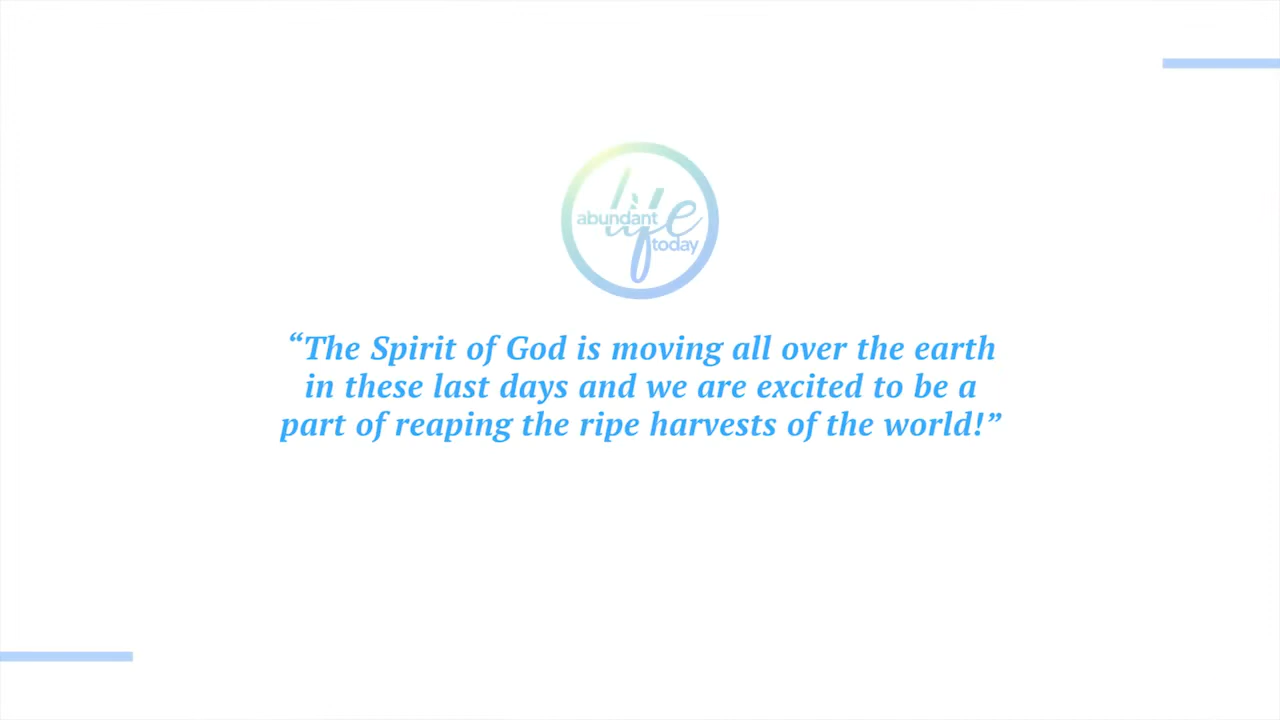 abundant
life
today
“The Spirit of God is moving all over the earth
in these last days and we are excited to be a
part of reaping the ripe harvests of the world!”